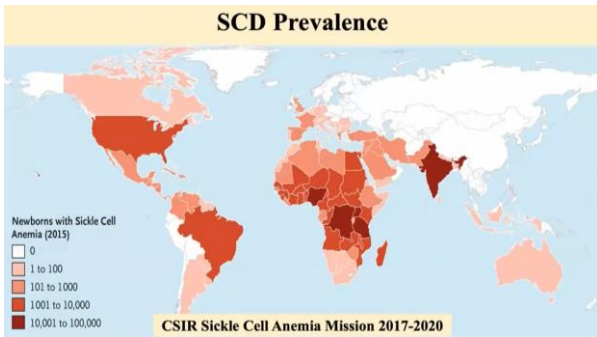 SCD Prevalence
Newborns with Sickle Cell
Anemia (2015)
0
1 to 100
101 to 1000
1001 to 10,000
10,001 to 100,000
CSIR Sickle Cell Anemia Mission 2017-2020